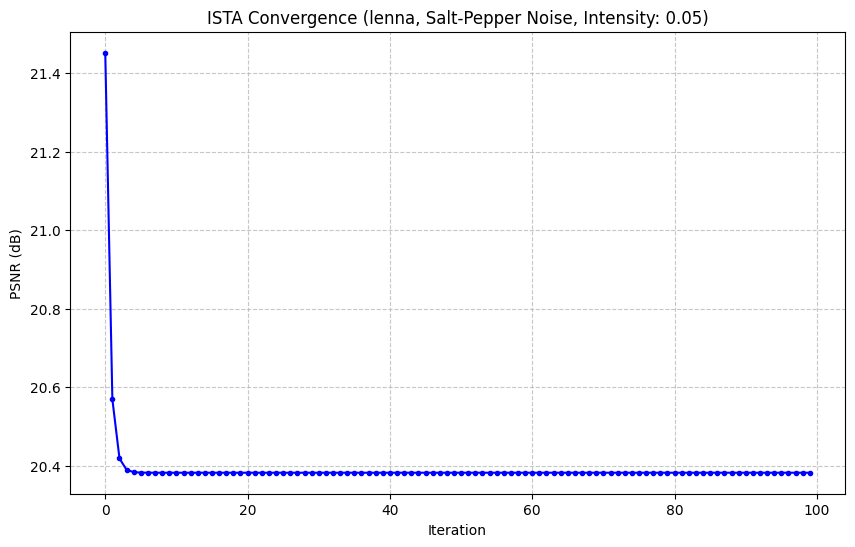 ISTA Convergence (lenna, Salt-Pepper Noise, Intensity: 0.05)
PSNR (dB)
21.4
21.2
21.0
20.8
20.6
20.4
0 20 40 60 80 100
Iteration